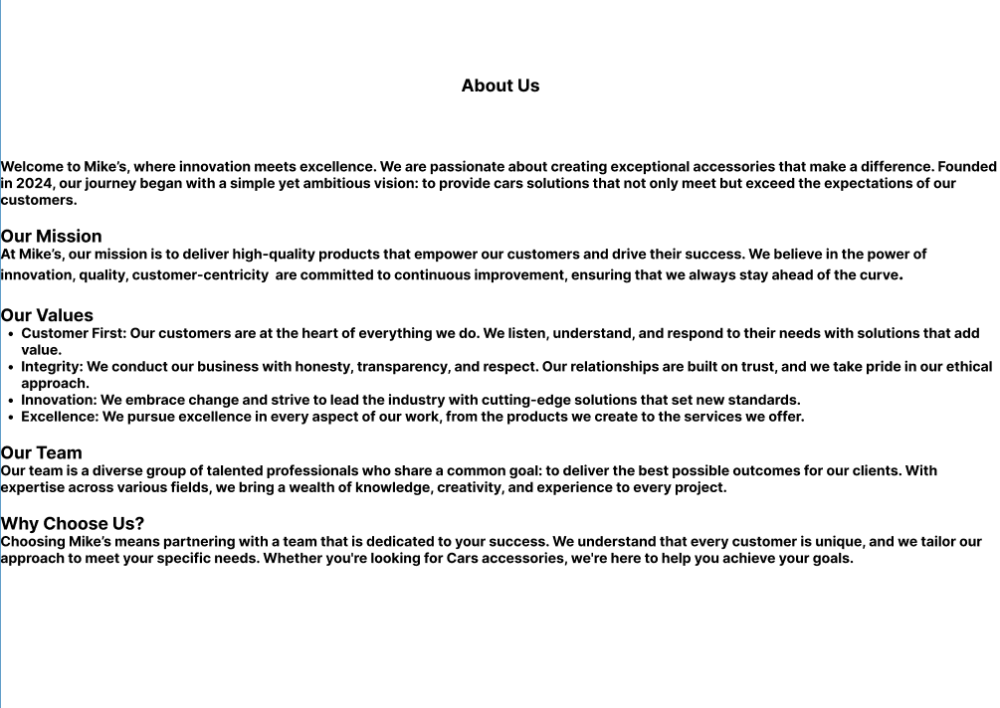 About Us
Welcome to Mike’s, where innovation meets excellence. We are passionate about creating exceptional accessories that make a difference. Founded
in 2024, our journey began with a simple yet ambitious vision: to provide cars solutions that not only meet but exceed the expectations of our
customers.
Our Mission
At Mike’s, our mission is to deliver high-quality products that empower our customers and drive their success. We believe in the power of
innovation, quality, customer-centricity  are committed to continuous improvement, ensuring that we always stay ahead of the curve.
Our Values
• Customer First: Our customers are at the heart of everything we do. We listen, understand, and respond to their needs with solutions that add
value.
• Integrity: We conduct our business with honesty, transparency, and respect. Our relationships are built on trust, and we take pride in our ethical
approach.
• Innovation: We embrace change and strive to lead the industry with cutting-edge solutions that set new standards.
• Excellence: We pursue excellence in every aspect of our work, from the products we create to the services we offer.
Our Team
Our team is a diverse group of talented professionals who share a common goal: to deliver the best possible outcomes for our clients. With
expertise across various fields, we bring a wealth of knowledge, creativity, and experience to every project.
Why Choose Us?
Choosing Mike’s means partnering with a team that is dedicated to your success. We understand that every customer is unique, and we tailor our
approach to meet your specific needs. Whether you're looking for Cars accessories, we're here to help you achieve your goals.